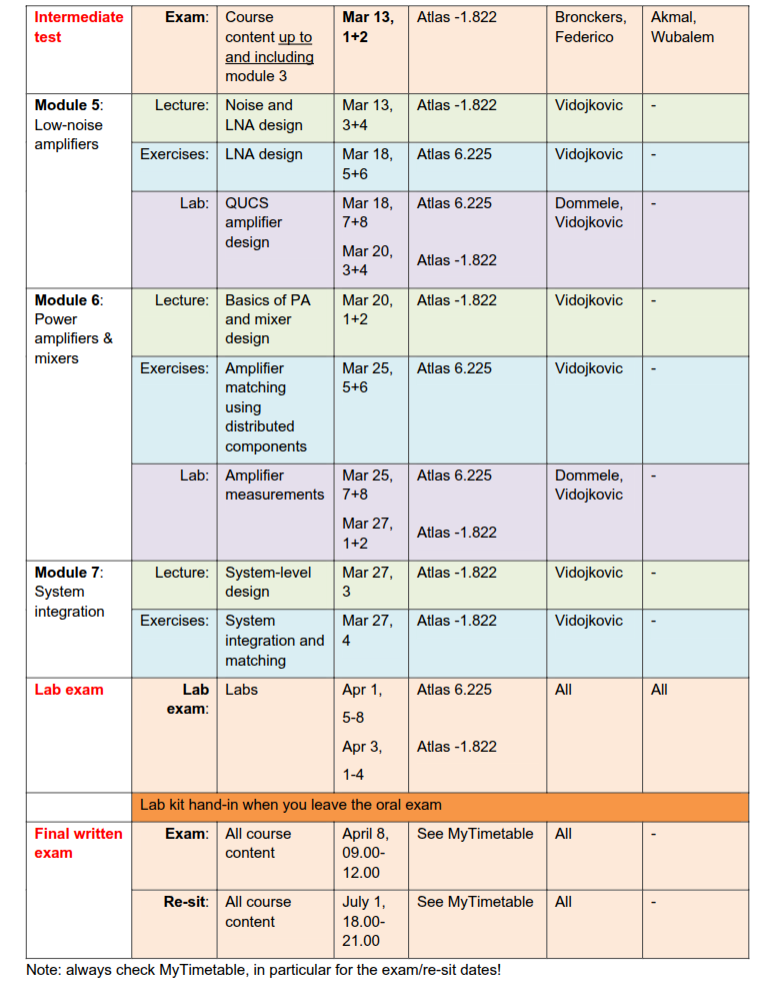 Intermediate test
Exam:
Course content up to and including module 3
Mar 13, 1+2
Atlas -1.822
Bronckers, Federico
Akmal, Wubalem
Module 5: Low-noise amplifiers
Lecture:
Noise and LNA design
Mar 13, 3+4
Atlas -1.822
Vidojkovic
-
Exercises:
LNA design
Mar 18, 5+6
Atlas 6.225
Vidojkovic
-
Lab:
QUCS amplifier design
Mar 18, 7+8
Mar 20, 3+4
Atlas 6.225
Atlas -1.822
Dommele, Vidojkovic
-
Module 6: Power amplifiers & mixers
Lecture:
Basics of PA and mixer design
Mar 20, 1+2
Atlas -1.822
Vidojkovic
-
Exercises:
Amplifier matching using distributed components
Mar 25, 5+6
Atlas 6.225
Vidojkovic
-
Lab:
Amplifier measurements
Mar 25, 7+8
Mar 27, 1+2
Atlas 6.225
Atlas -1.822
Dommele, Vidojkovic
-
Module 7: System integration
Lecture:
System-level design
Mar 27, 3
Atlas -1.822
Vidojkovic
-
Exercises:
System integration and matching
Mar 27, 4
Atlas -1.822
Vidojkovic
-
Lab exam
Lab exam:
Labs
Apr 1, 5-8
Apr 3, 1-4
Atlas 6.225
Atlas -1.822
All
All
Lab kit hand-in when you leave the oral exam
Final written exam
Exam:
All course content
April 8, 09.00-12.00
See MyTimetable
All
-
Re-sit:
All course content
July 1, 18.00-21.00
See MyTimetable
All
-
Note: always check MyTimetable, in particular for the exam/re-sit dates!